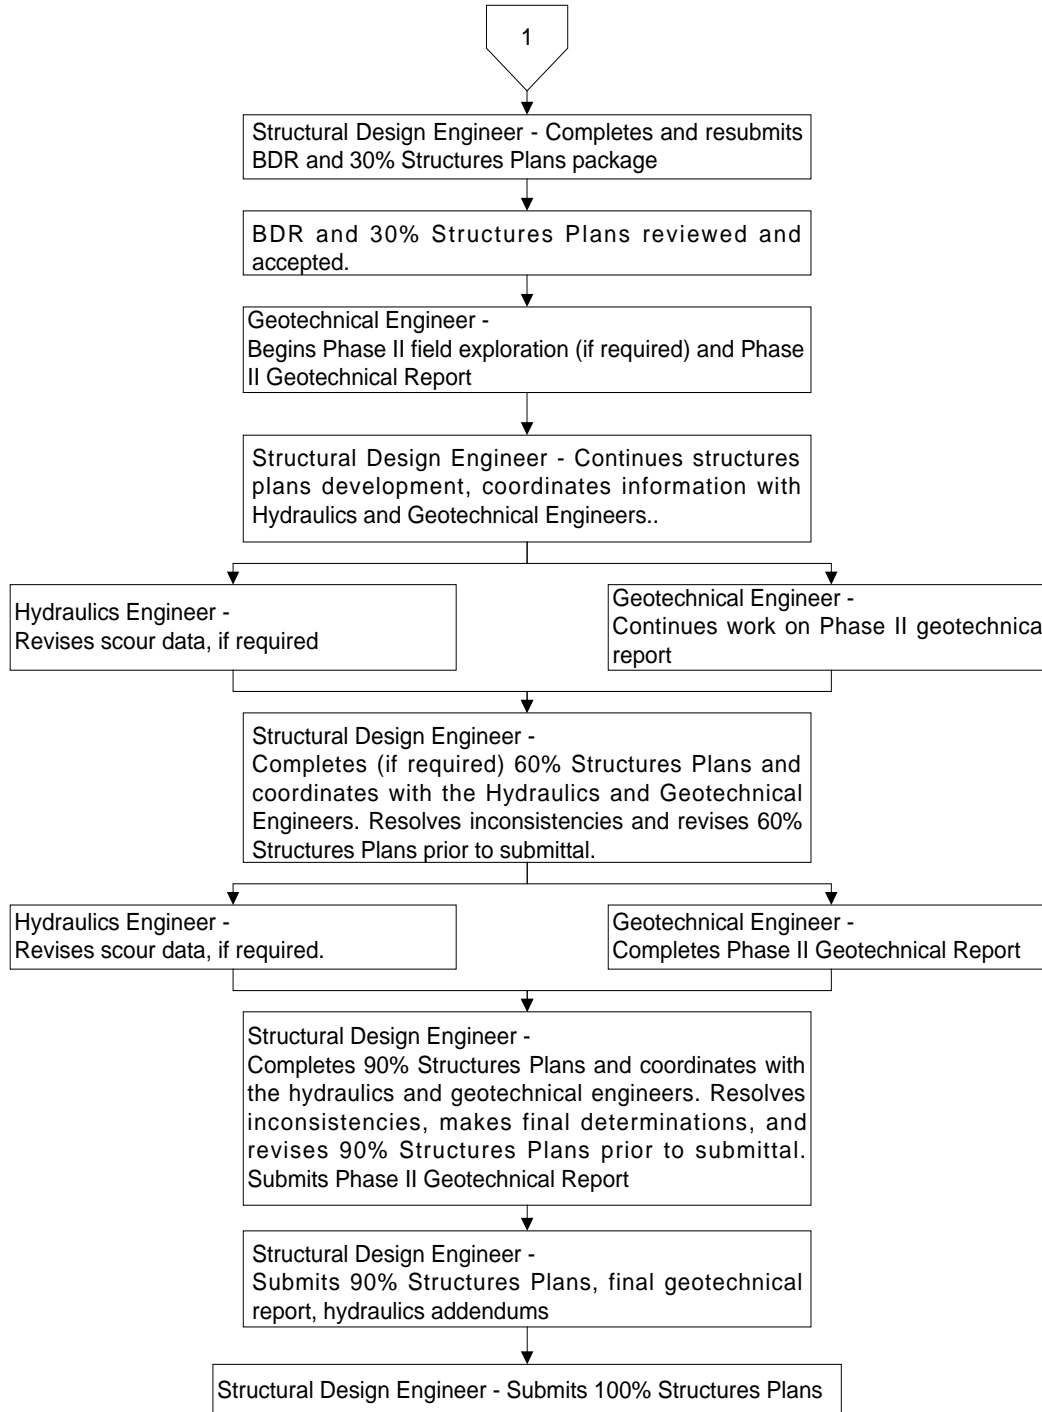 1
Structural Design Engineer - Completes and resubmits
BDR and 30% Structures Plans package
BDR and 30% Structures Plans reviewed and
accepted.
Geotechnical Engineer -
Begins Phase II field exploration (if required) and Phase
II Geotechnical Report
Structural Design Engineer - Continues structures
plans development, coordinates information with
Hydraulics and Geotechnical Engineers..
Hydraulics Engineer -
Revises scour data, if required
Geotechnical Engineer -
Continues work on Phase II geotechnica
report
Structural Design Engineer -
Completes (if required) 60% Structures Plans and
coordinates with the Hydraulics and Geotechnical
Engineers. Resolves inconsistencies and revises 60%
Structures Plans prior to submittal.
Hydraulics Engineer -
Revises scour data, if required.
Geotechnical Engineer -
Completes Phase II Geotechnical Report
Structural Design Engineer -
Completes 90% Structures Plans and coordinates with
the hydraulics and geotechnical engineers. Resolves
inconsistencies, makes final determinations, and
revises 90% Structures Plans prior to submittal.
Submits Phase II Geotechnical Report
Structural Design Engineer -
Submits 90% Structures Plans, final geotechnical
report, hydraulics addendums
Structural Design Engineer - Submits 100% Structures Plans